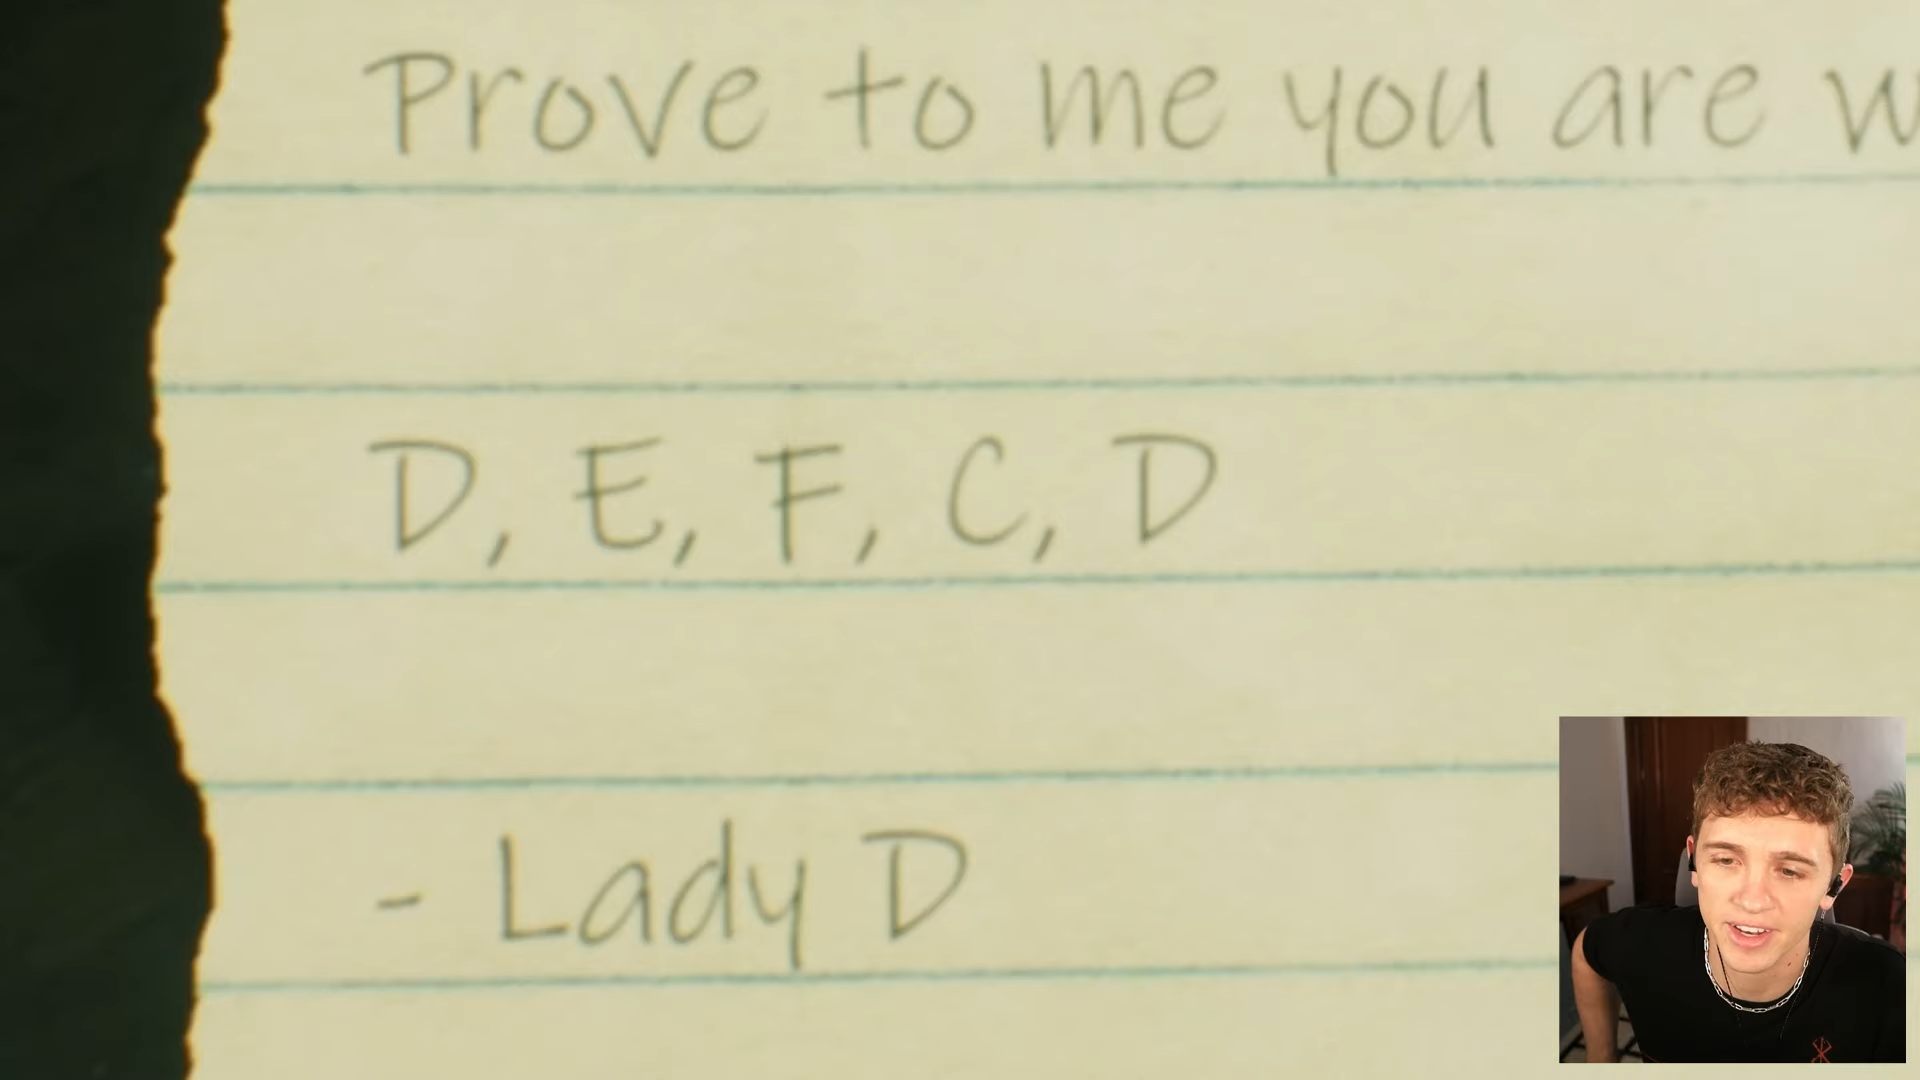 Prove to me you are w
D, E, F, C, D
- Lady D